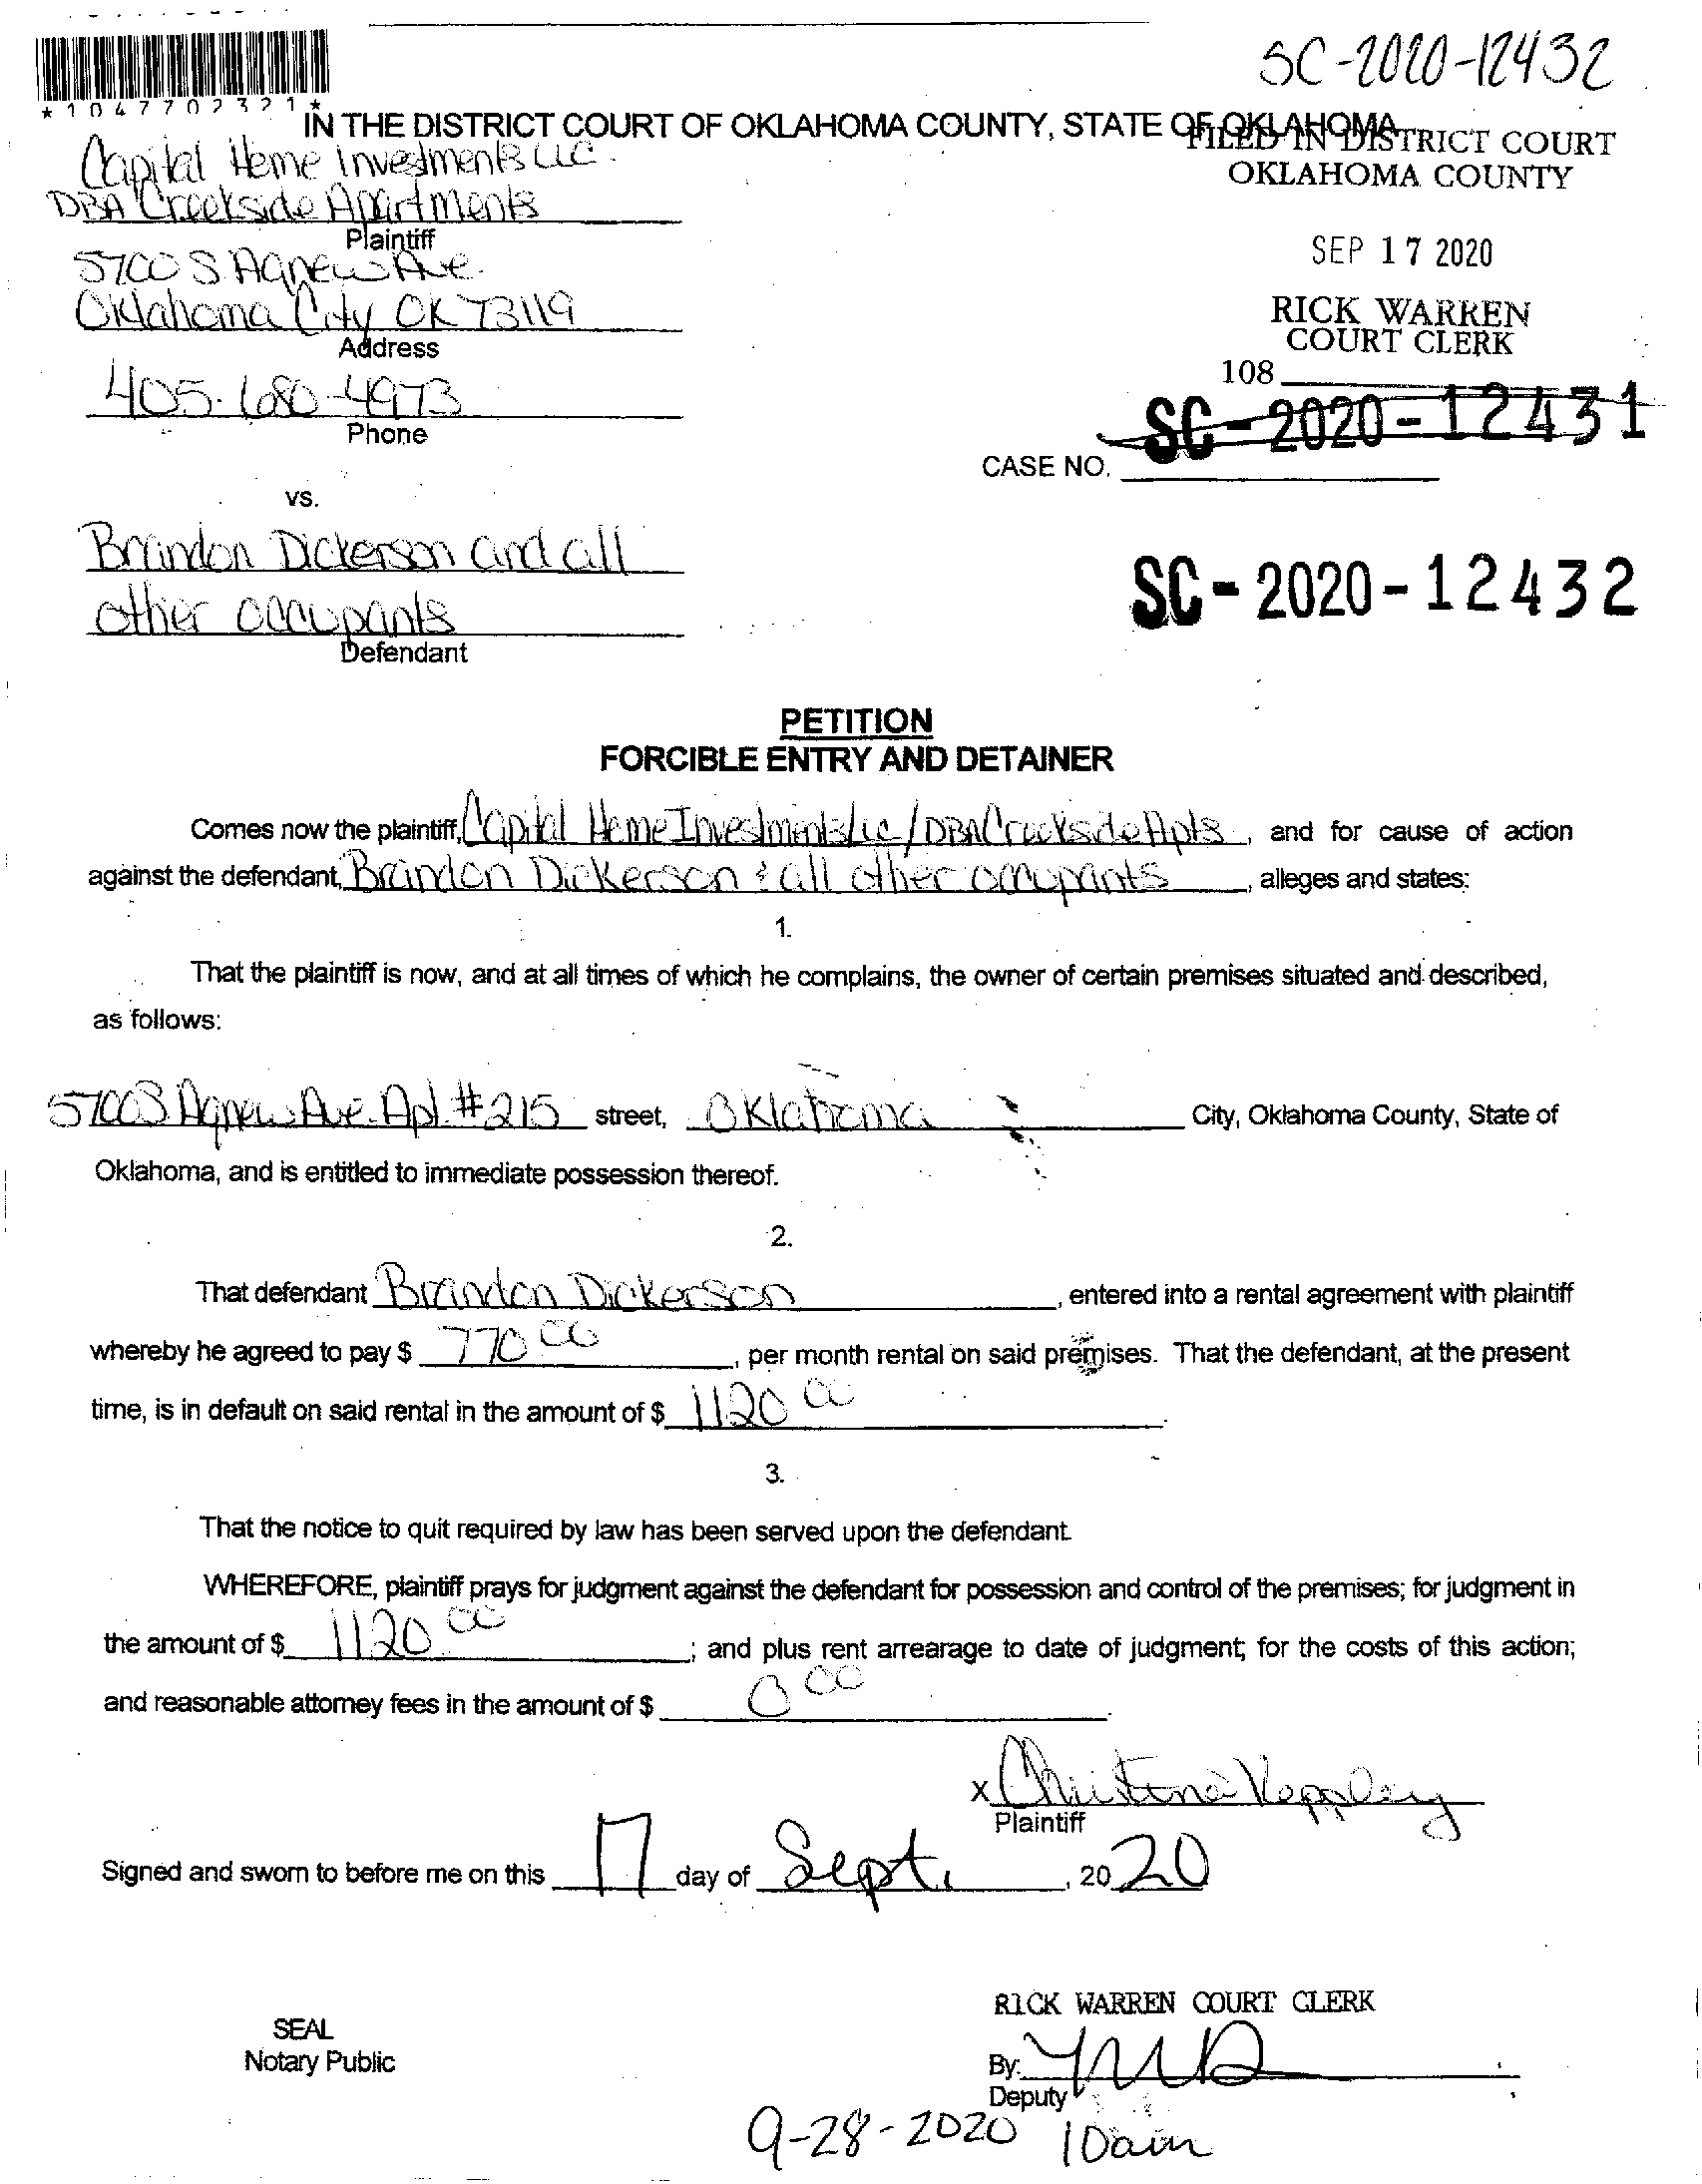 SC-2020-12432
*1047702321*
IN THE DISTRICT COURT OF OKLAHOMA COUNTY, STATE OF OKLAHOMA
FILED IN DISTRICT COURT
OKLAHOMA COUNTY
Capital Home Investments LLC
DBA Creekside Apartments
Plaintiff
SEP 17 2020
5700 S. Agnew Ave.
Oklahoma City OK 73119
Address
RICK WARREN
COURT CLERK
108
405-680-4973
Phone
SC-2020-12431
CASE NO.
vs.
Brandon Dickerson and all
other occupants
Defendant
SC-2020-12432
PETITION
FORCIBLE ENTRY AND DETAINER
Comes now the plaintiff, Capital Home Investments LLC / DBA Creekside Apts, and for cause of action
against the defendant, Brandon Dickerson & all other occupants, alleges and states:
1.
That the plaintiff is now, and at all times of which he complains, the owner of certain premises situated and described,
as follows:
5700 S Agnew Ave. Apt. #215 street, Oklahoma City, Oklahoma County, State of
Oklahoma, and is entitled to immediate possession thereof.
2.
That defendant Brandon Dickerson, entered into a rental agreement with plaintiff
whereby he agreed to pay $ 770 00, per month rental on said premises. That the defendant, at the present
time, is in default on said rental in the amount of $ 1120 00.
3.
That the notice to quit required by law has been served upon the defendant.
WHEREFORE, plaintiff prays for judgment against the defendant for possession and control of the premises; for judgment in
the amount of $ 1120 00; and plus rent arrearage to date of judgment; for the costs of this action;
and reasonable attorney fees in the amount of $ 0 00.
x Christina
Plaintiff
Signed and sworn to before me on this 17 day of Sept., 20 20
RICK WARREN COURT CLERK
SEAL
Notary Public
By:
Deputy
9-28-2020 10am